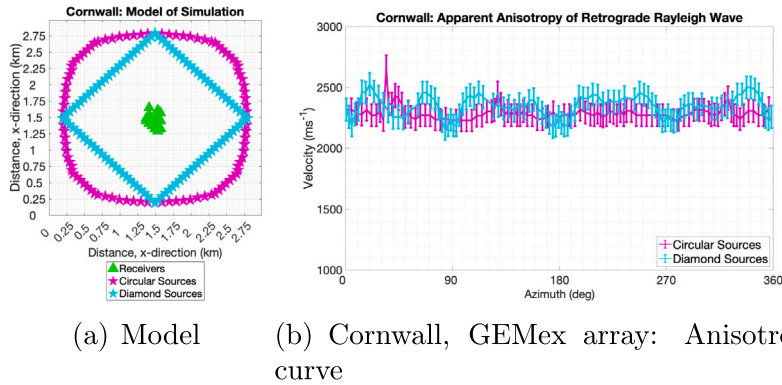 Cornwall: Model of Simulation
Distance, x-direction (km)
2.75
2.5
2.25
2
1.75
1.5
1.25
1
0.75
0.5
0.25
0
0 0.25 0.5 0.75 1 1.25 1.5 1.75 2 2.25 2.5 2.75
Distance, x-direction (km)
Receivers
Circular Sources
Diamond Sources
(a) Model
Cornwall: Apparent Anisotropy of Retrograde Rayleigh Wave
Velocity (ms-1)
3000
2500
2000
1500
1000
0 90 180 270 360
Azimuth (deg)
Circular Sources
Diamond Sources
(b) Cornwall, GEMex array: Anisotro
curve